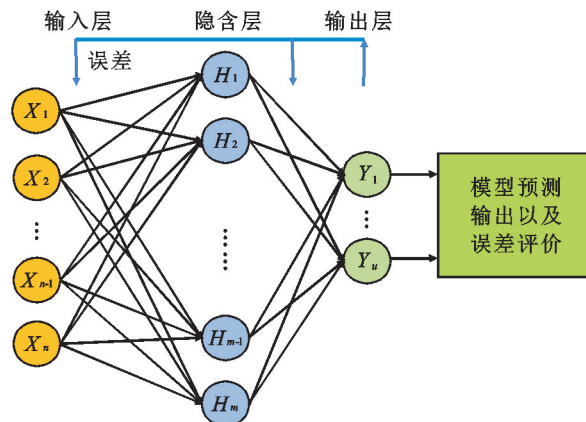 输入层 隐含层 输出层
误差
X₁
X₂
⋮
Xₙ₋₁
Xₙ
H₁
H₂
⋮
Hₘ₋₁
Hₘ
Y₁
⋮
Yᵤ
模型预测
输出以及
误差评价